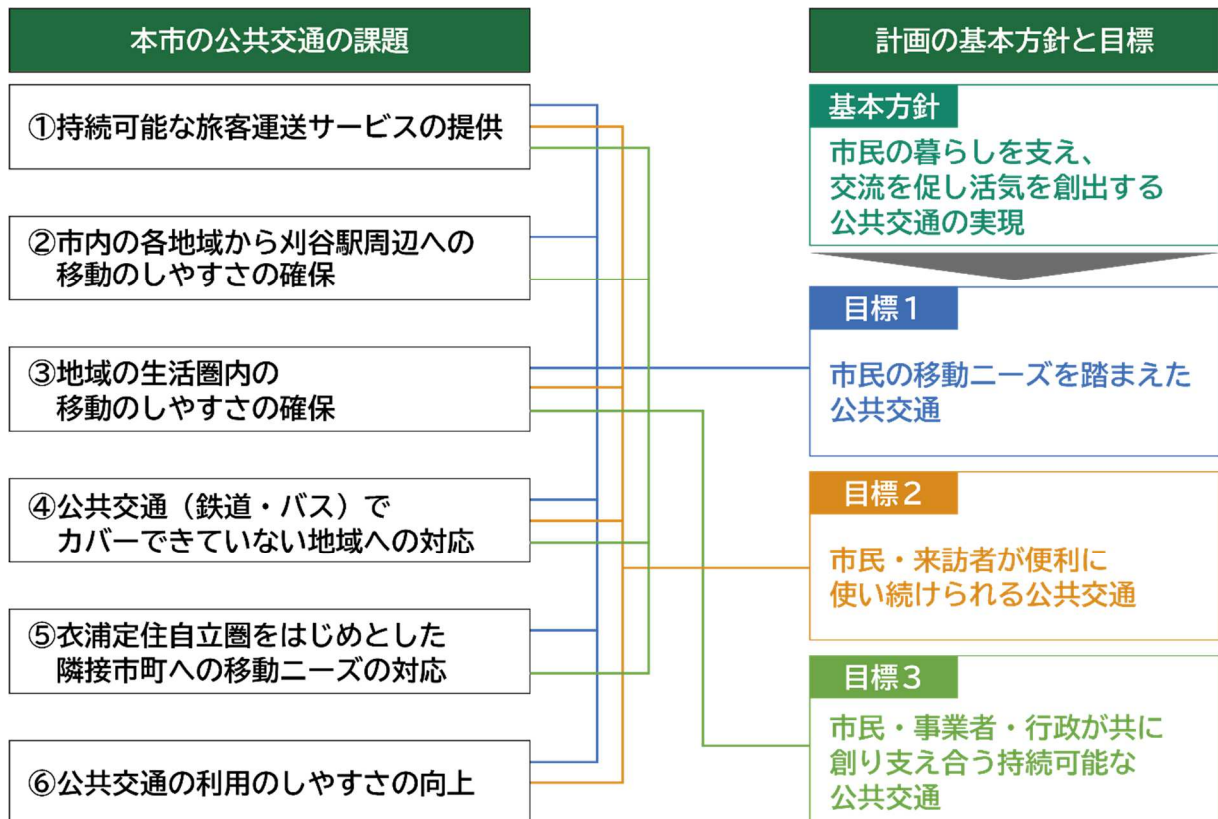 本市の公共交通の課題
①持続可能な旅客運送サービスの提供
②市内の各地域から刈谷駅周辺への
移動のしやすさの確保
③地域の生活圏内の
移動のしやすさの確保
④公共交通（鉄道・バス）で
カバーできていない地域への対応
⑤衣浦定住自立圏をはじめとした
隣接市町への移動ニーズの対応
⑥公共交通の利用のしやすさの向上
計画の基本方針と目標
基本方針
市民の暮らしを支え、
交流を促し活気を創出する
公共交通の実現
目標１
市民の移動ニーズを踏まえた
公共交通
目標２
市民・来訪者が便利に
使い続けられる公共交通
目標３
市民・事業者・行政が共に
創り支え合う持続可能な
公共交通